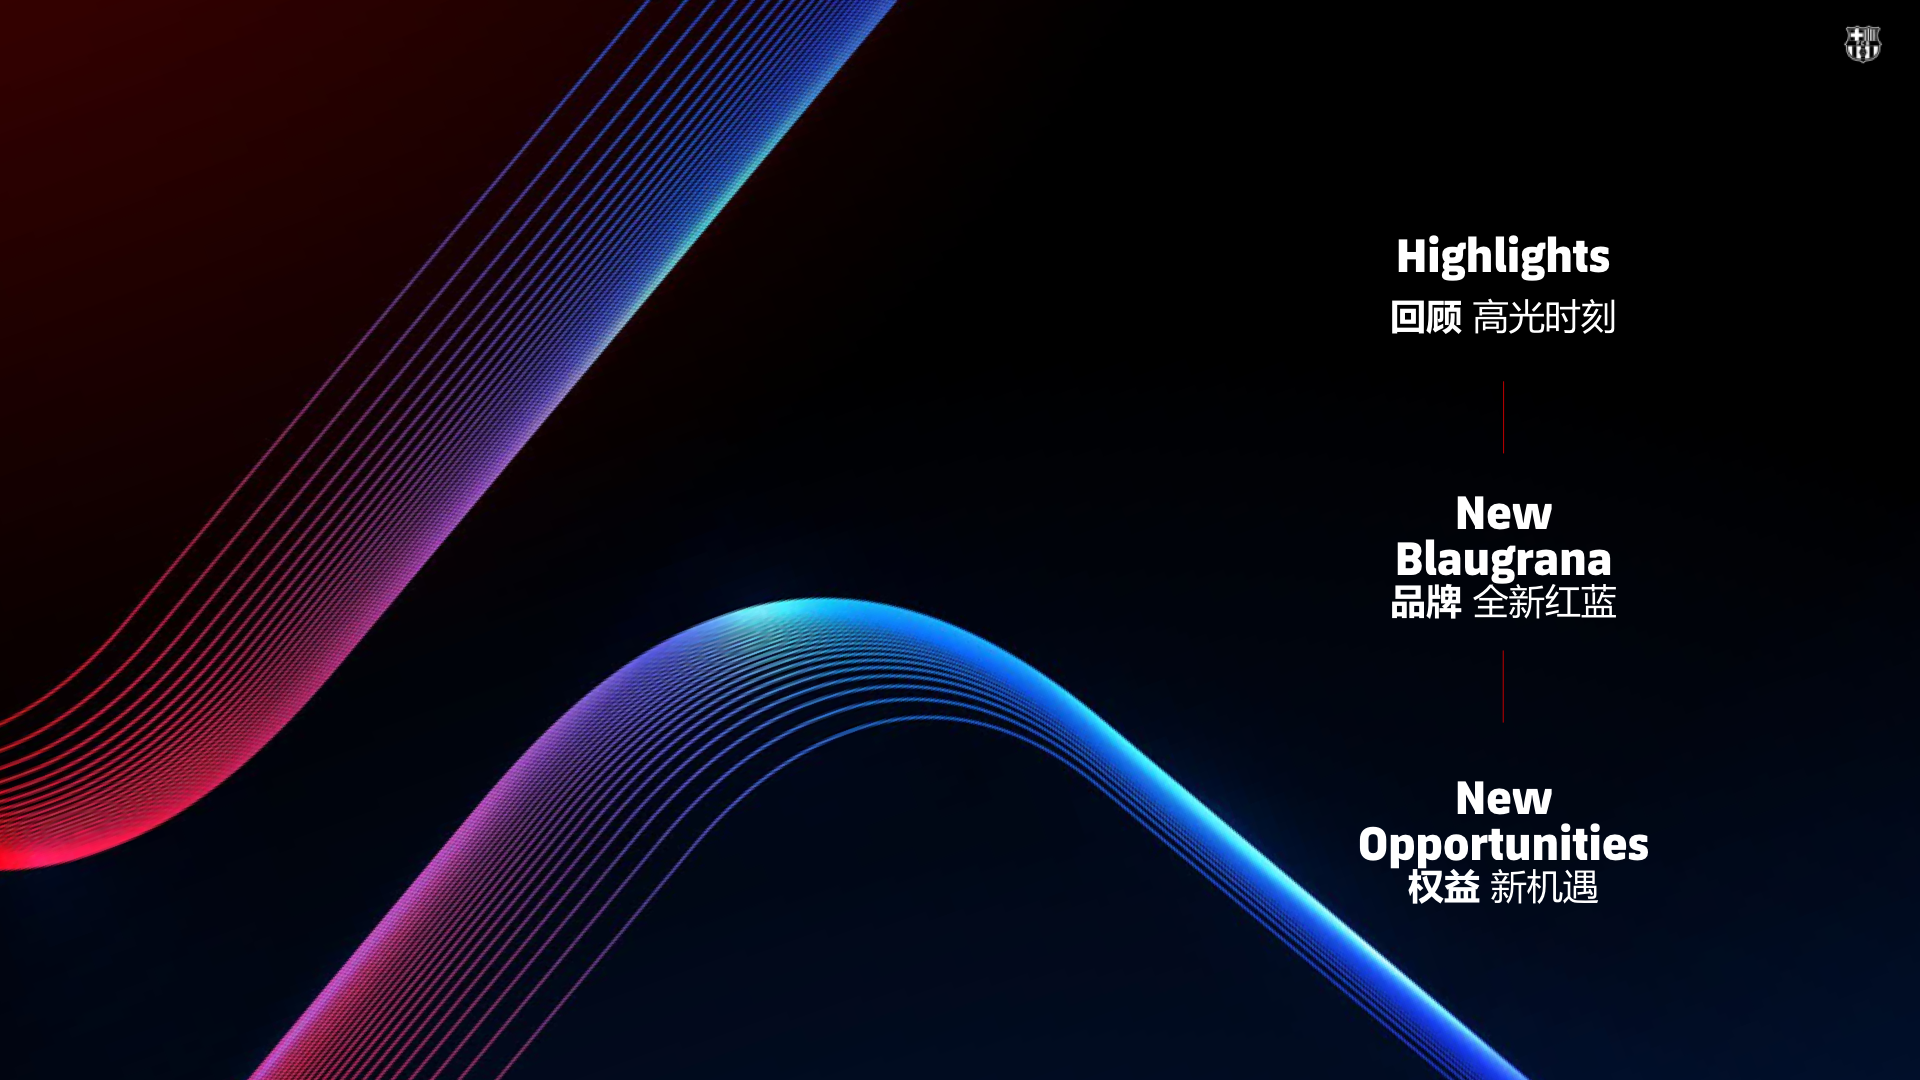 Highlights
回顾 高光时刻
New
Blaugrana
品牌 全新红蓝
New
Opportunities
权益 新机遇